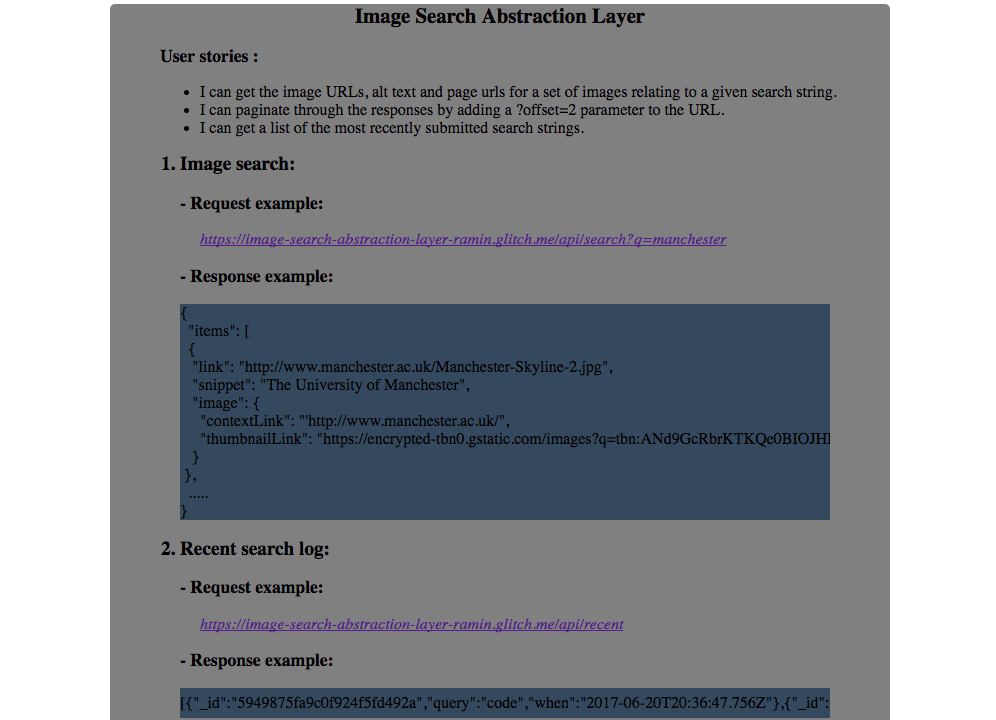 Image Search Abstraction Layer
User stories :
• I can get the image URLs, alt text and page urls for a set of images relating to a given search string.
• I can paginate through the responses by adding a ?offset=2 parameter to the URL.
• I can get a list of the most recently submitted search strings.
1. Image search:
- Request example:
https://image-search-abstraction-layer-ramin.glitch.me/api/search?q=manchester
- Response example:
{
"items": [
{
"link": "http://www.manchester.ac.uk/Manchester-Skyline-2.jpg",
"snippet": "The University of Manchester",
"image": {
"contextLink": "'http://www.manchester.ac.uk/",
"thumbnailLink": "https://encrypted-tbn0.gstatic.com/images?q=tbn:ANd9GcRbrKTKQe0BIOJH
}
},
.....
}
2. Recent search log:
- Request example:
https://image-search-abstraction-layer-ramin.glitch.me/api/recent
- Response example:
[{"_id":"5949875fa9c0f924f5fd492a","query":"code","when":"2017-06-20T20:36:47.756Z"},{"_id":